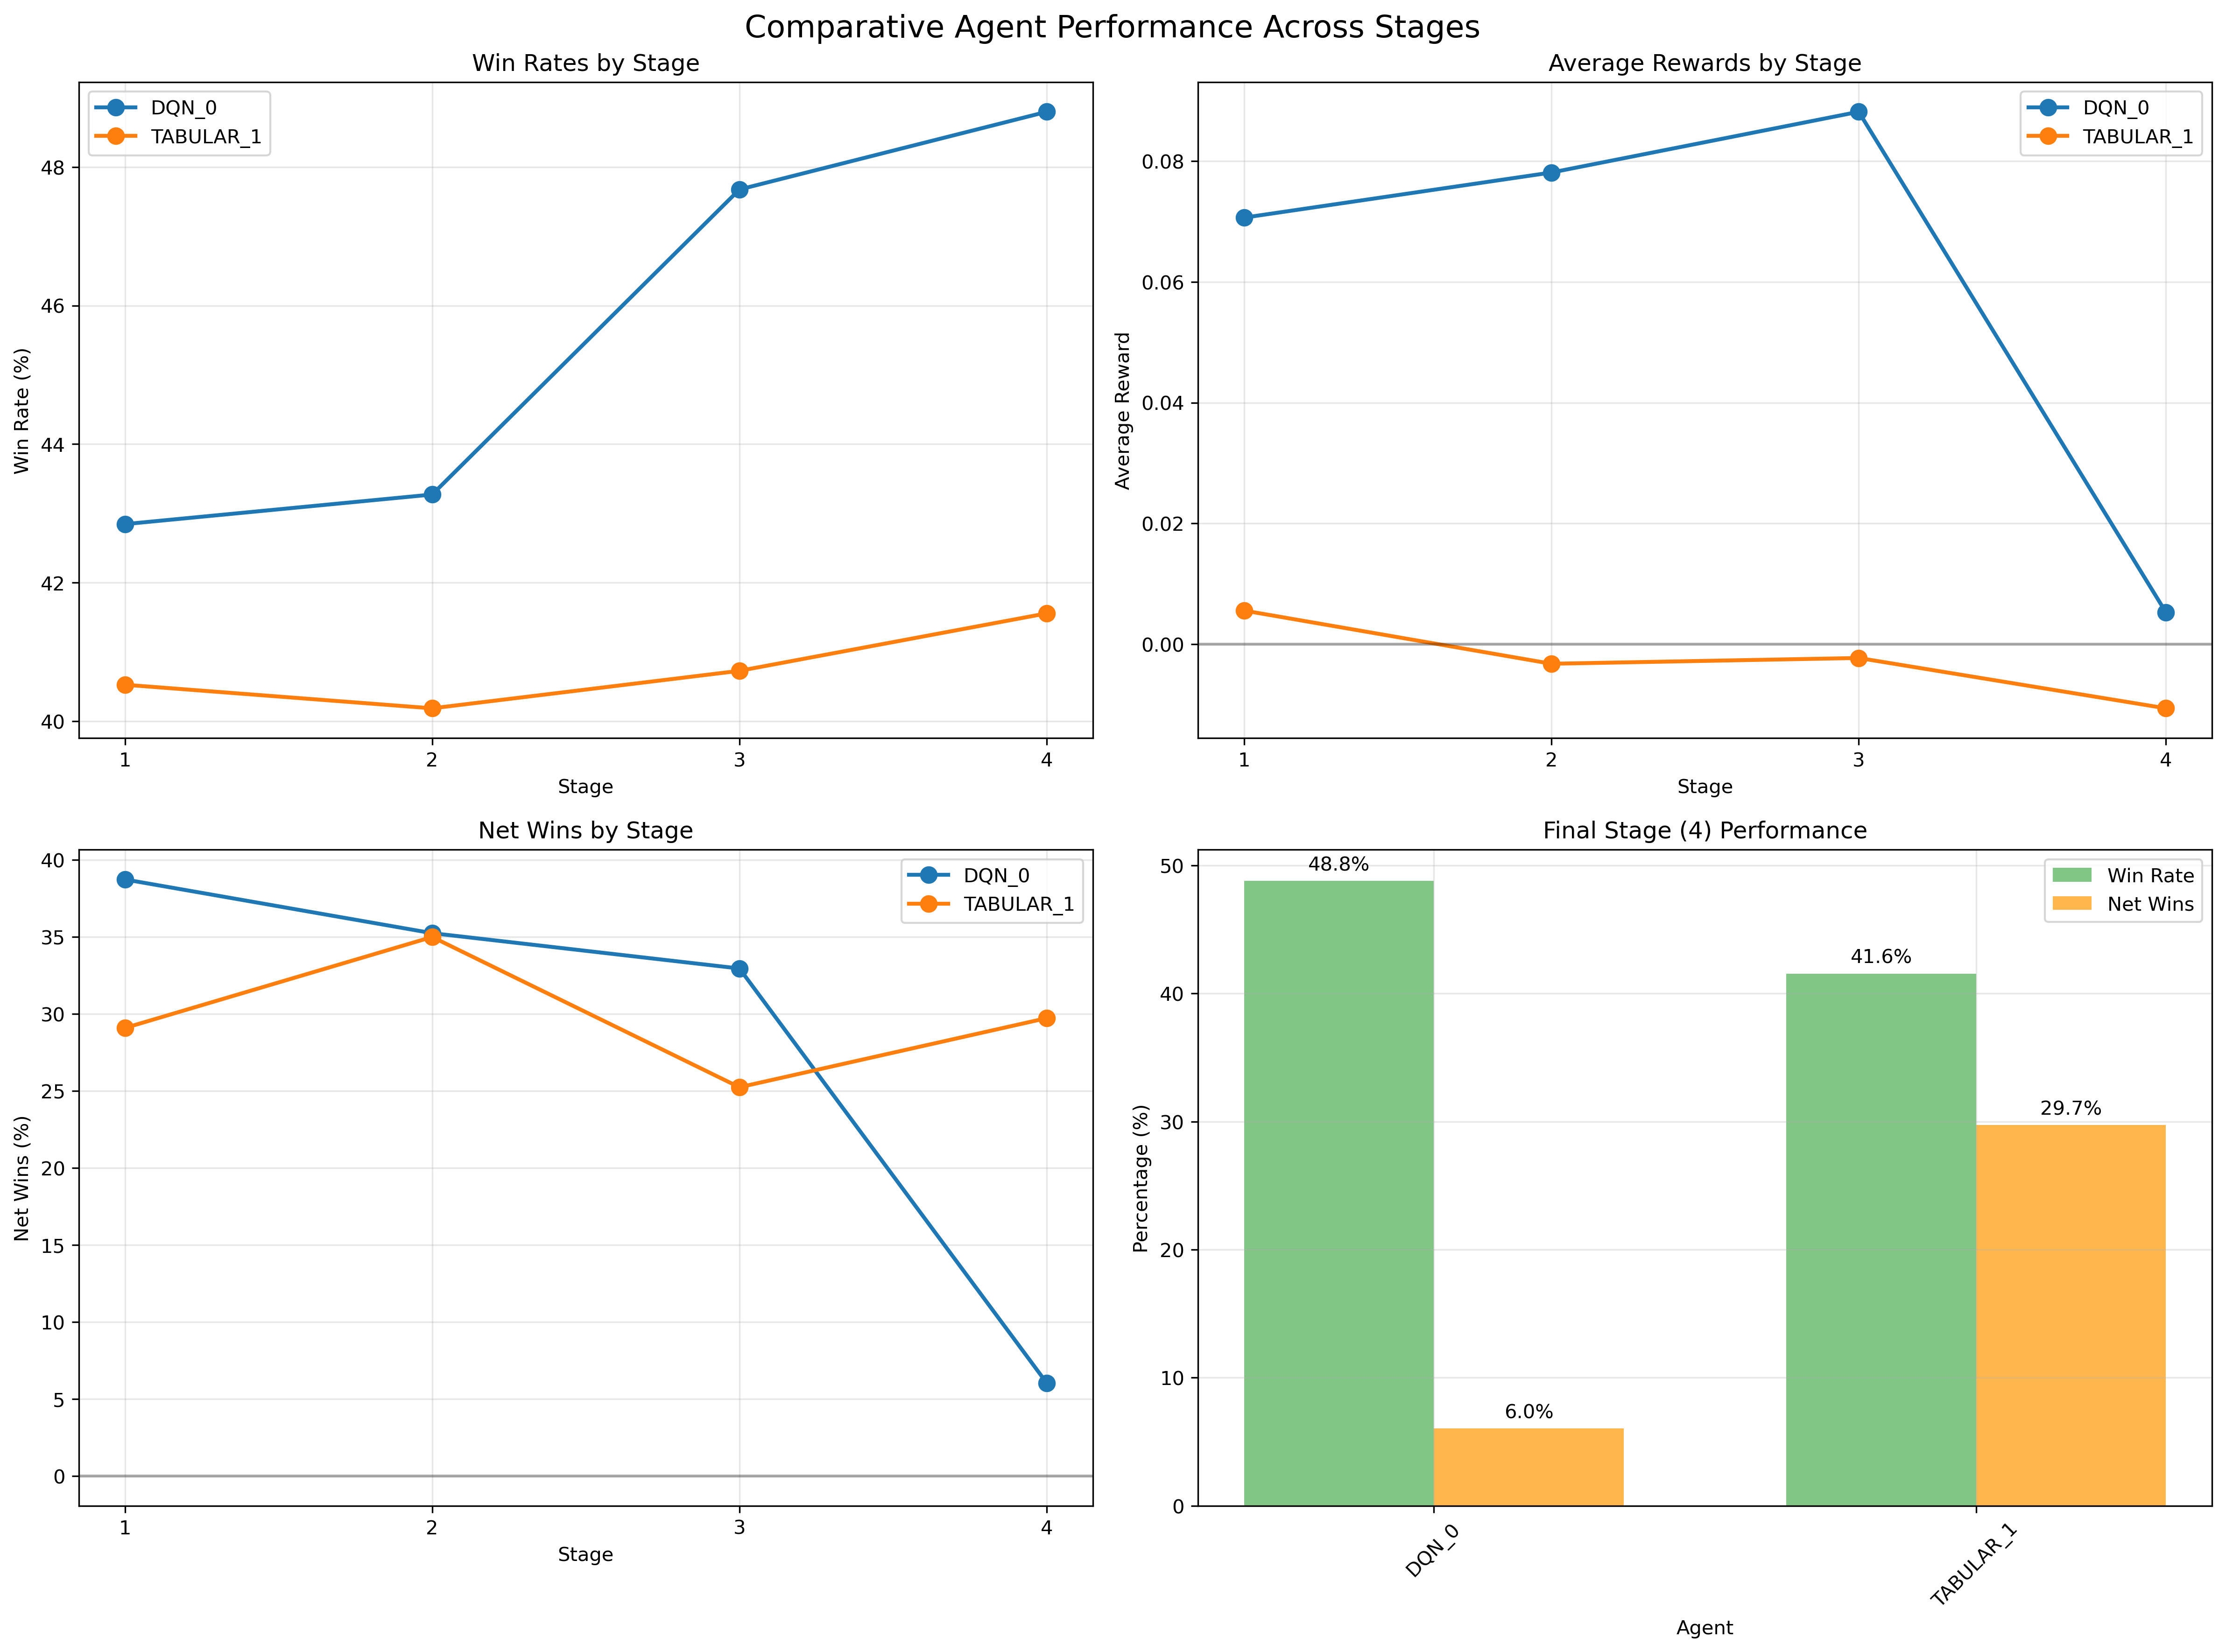 Comparative Agent Performance Across Stages
Win Rates by Stage
DQN_0
TABULAR_1
Win Rate (%)
48
46
44
42
40
1 2 3 4
Stage
Average Rewards by Stage
DQN_0
TABULAR_1
Average Reward
0.08
0.06
0.04
0.02
0.00
1 2 3 4
Stage
Net Wins by Stage
DQN_0
TABULAR_1
Net Wins (%)
40
35
30
25
20
15
10
5
0
1 2 3 4
Stage
Final Stage (4) Performance
Win Rate
Net Wins
48.8%
6.0%
41.6%
29.7%
Percentage (%)
50
40
30
20
10
0
DQN_0
TABULAR_1
Agent